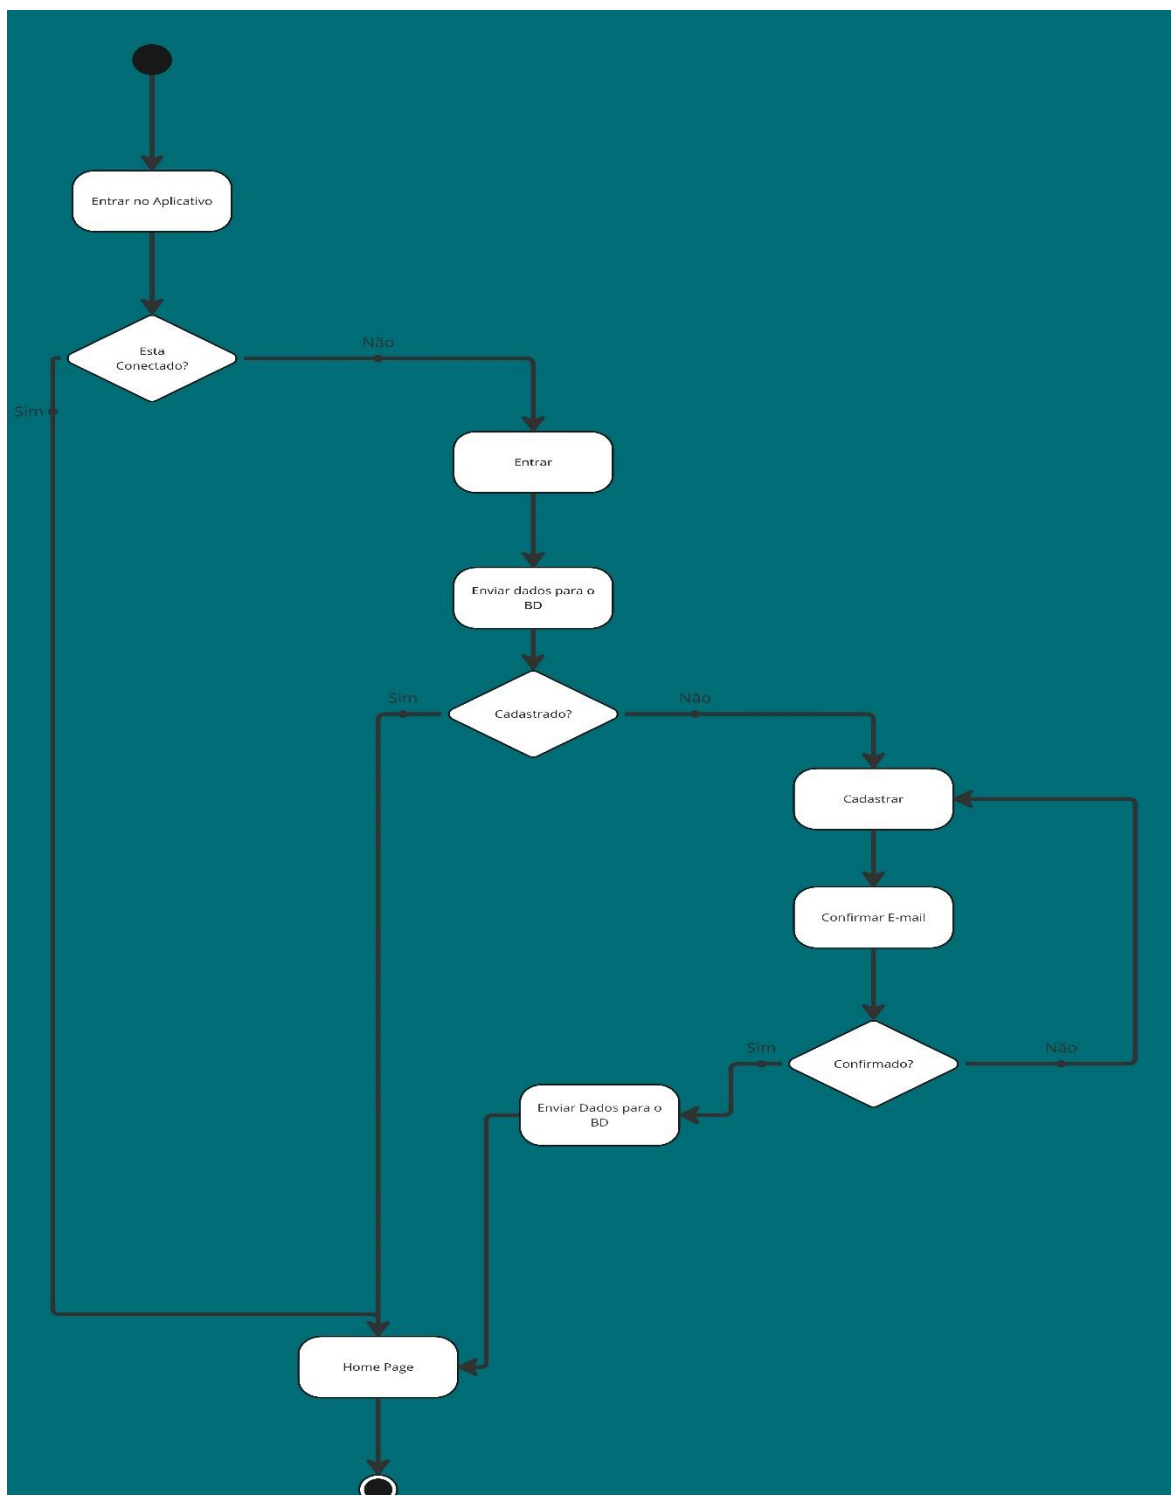 Entrar no Aplicativo
Esta
Conectado?
Não
Sim
Entrar
Enviar dados para o
BD
Sim
Cadastrado?
Não
Cadastrar
Confirmar E-mail
Sim
Confirmado?
Não
Enviar Dados para o
BD
Home Page